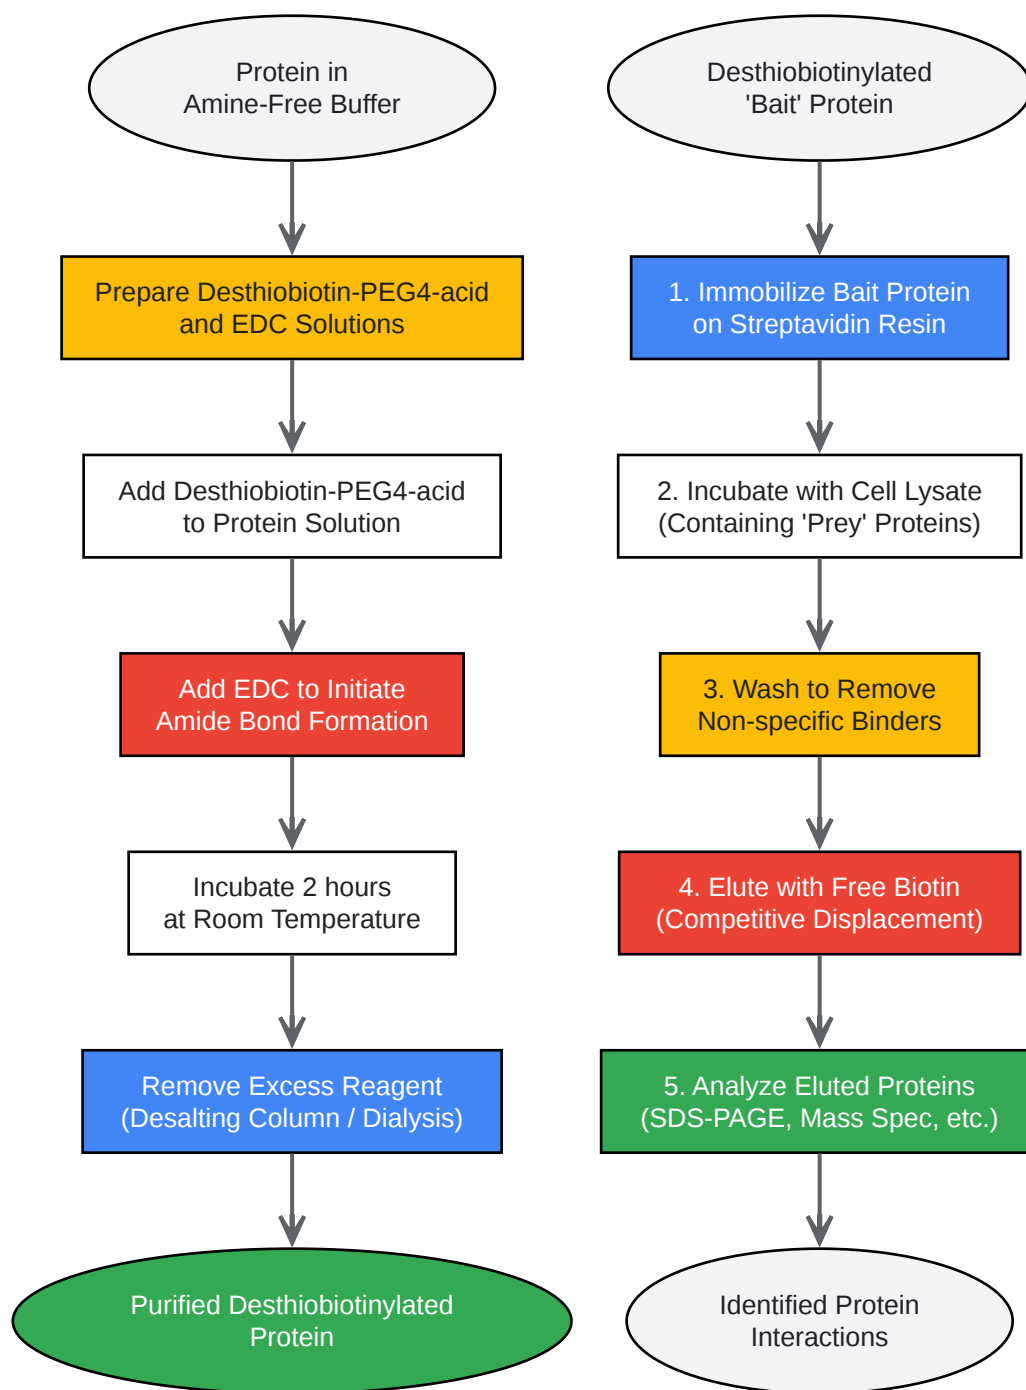 Protein in
Amine-Free Buffer
Prepare Desthiobiotin-PEG4-acid
and EDC Solutions
Add Desthiobiotin-PEG4-acid
to Protein Solution
Add EDC to Initiate
Amide Bond Formation
Incubate 2 hours
at Room Temperature
Remove Excess Reagent
(Desalting Column / Dialysis)
Purified Desthiobiotinylated
Protein
Desthiobiotinylated
'Bait' Protein
1. Immobilize Bait Protein
on Streptavidin Resin
2. Incubate with Cell Lysate
(Containing 'Prey' Proteins)
3. Wash to Remove
Non-specific Binders
4. Elute with Free Biotin
(Competitive Displacement)
5. Analyze Eluted Proteins
(SDS-PAGE, Mass Spec, etc.)
Identified Protein
Interactions